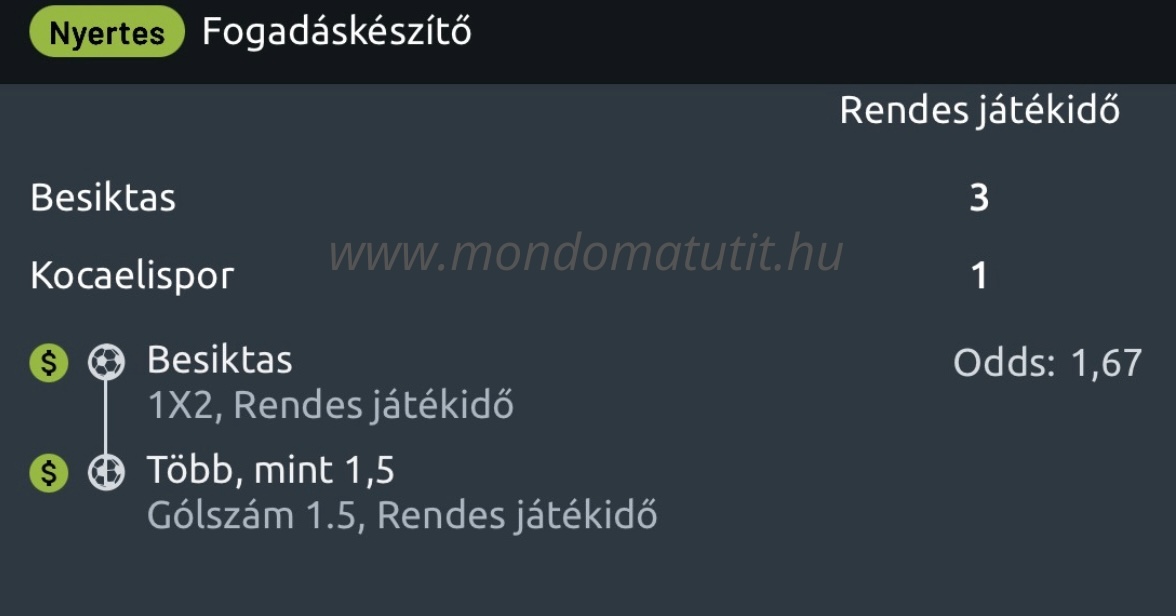 Nyertes Fogadáskészítő
Rendes játékidő
Besiktas 3
www.mondomatutit.hu
Kocaelispor 1
$ Besiktas Odds: 1,67
1X2, Rendes játékidő
$ Több, mint 1,5
Gólszám 1.5, Rendes játékidő